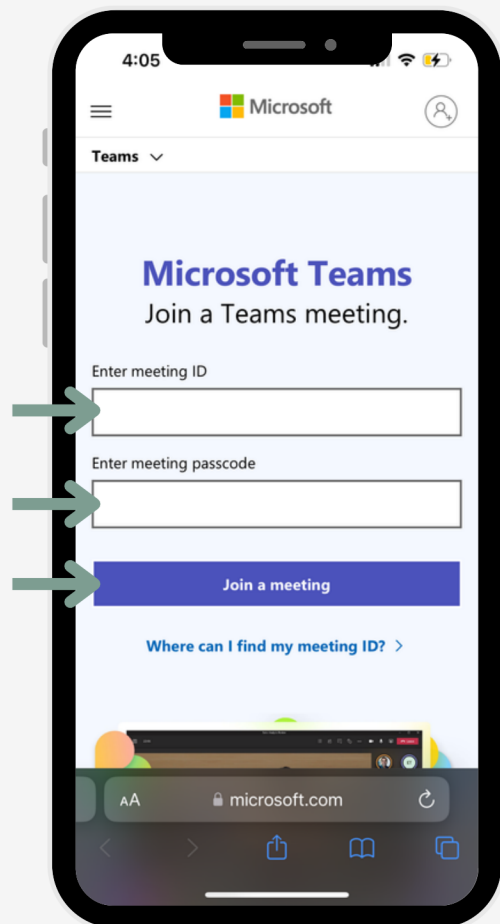 4:05
Microsoft
Teams
Microsoft Teams
Join a Teams meeting.
Enter meeting ID
Enter meeting passcode
Join a meeting
Where can I find my meeting ID?
AA
microsoft.com